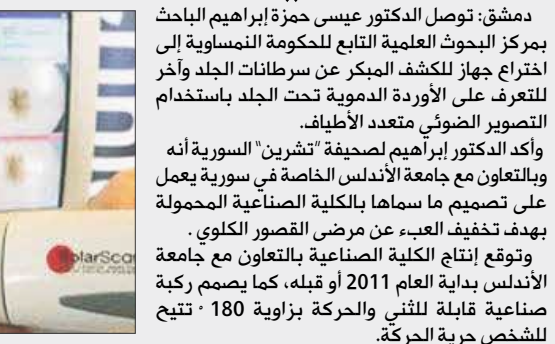 دمشق: توصل الدكتور عيسى حمزة إبراهيم الباحث
بمركز البحوث العلمية التابع للحكومة النمساوية إلى
اختراع جهاز للكشف المبكر عن سرطانات الجلد وآخر
للتعرف على الأوردة الدموية تحت الجلد باستخدام
التصوير الضوئي متعدد الأطياف.
وأكد الدكتور إبراهيم لصحيفة "تشرين" السورية أنه
وبالتعاون مع جامعة الأندلس الخاصة في سورية يعمل
على تصميم ما سماها بالكلية الصناعية المحمولة
بهدف تخفيف العبء عن مرضى القصور الكلوي .
وتوقع إنتاج الكلية الصناعية بالتعاون مع جامعة
الأندلس بداية العام 2011 أو قبله، كما يصمم ركبة
صناعية قابلة للثني والحركة بزاوية 180 ° تتيح
للشخص حرية الحركة.